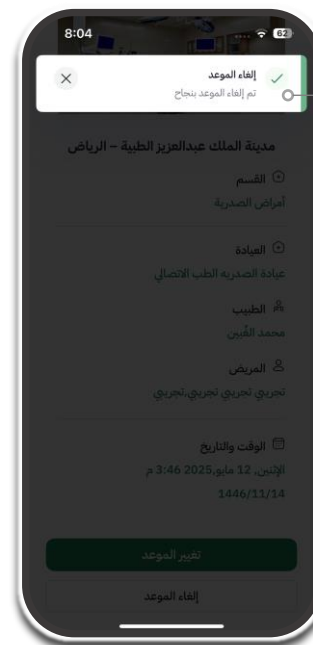 8:04
62
إلغاء الموعد
تم إلغاء الموعد بنجاح
مدينة الملك عبدالعزيز الطبية – الرياض
القسم
أمراض الصدرية
العيادة
عيادة الصدريه الطب الاتصالي
الطبيب
محمد الغُبين
المريض
تجريبي تجريبي تجريبي,تجريبي
الوقت والتاريخ
الإثنين, 12 مايو,2025 3:46 م
1446/11/14
تغيير الموعد
إلغاء الموعد